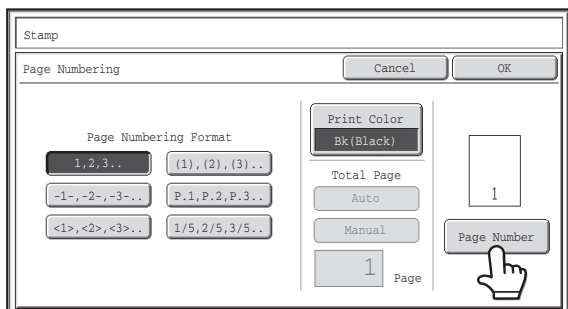 Stamp
Page Numbering
Cancel
OK
Page Numbering Format
1,2,3..
(1),(2),(3)..
-1-,-2-,-3-..
P.1,P.2,P.3..
<1>,<2>,<3>..
1/5,2/5,3/5..
Print Color
Bk(Black)
Total Page
Auto
Manual
1 Page
1
Page Number